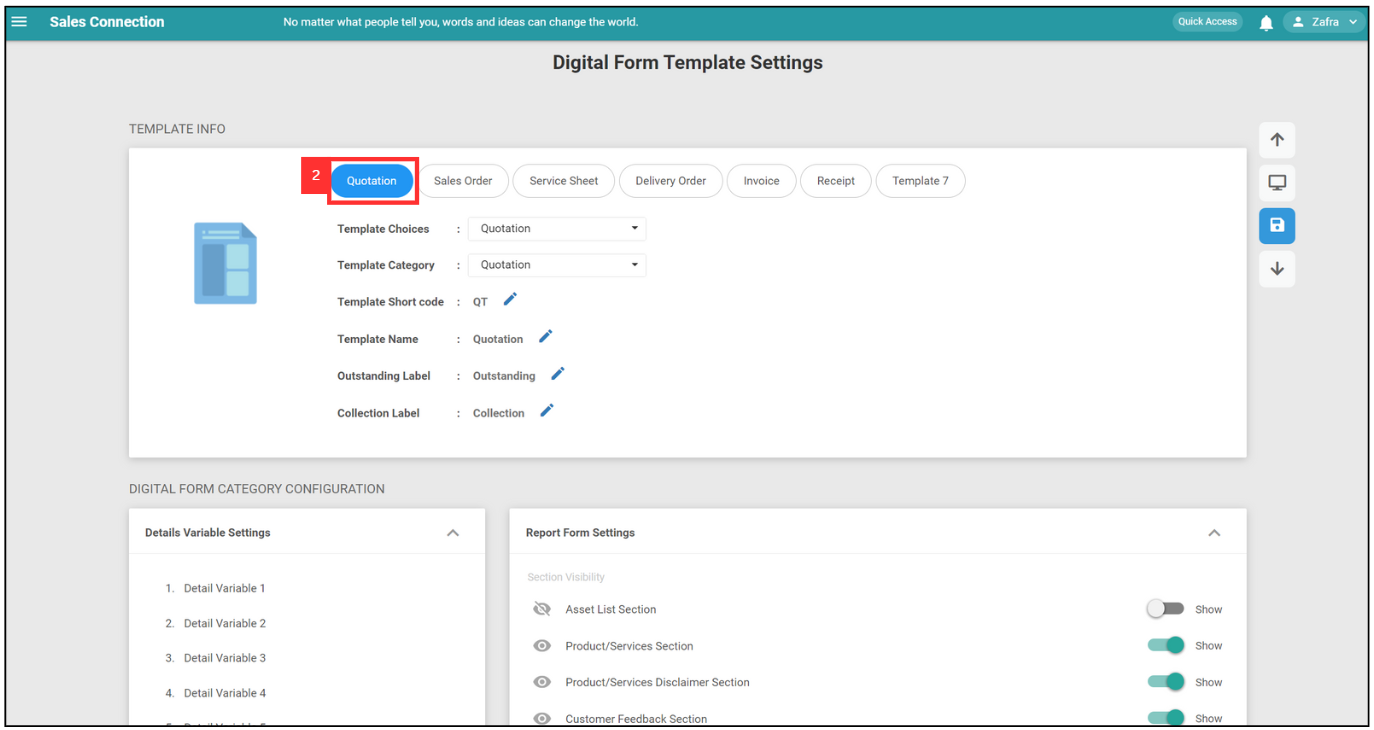 Sales Connection
No matter what people tell you, words and ideas can change the world.
Quick Access
Zafra
Digital Form Template Settings
TEMPLATE INFO
2
Quotation
Sales Order
Service Sheet
Delivery Order
Invoice
Receipt
Template 7
Template Choices : Quotation
Template Category : Quotation
Template Short code : QT
Template Name : Quotation
Outstanding Label : Outstanding
Collection Label : Collection
DIGITAL FORM CATEGORY CONFIGURATION
Details Variable Settings
1. Detail Variable 1
2. Detail Variable 2
3. Detail Variable 3
4. Detail Variable 4
Report Form Settings
Section Visibility
Asset List Section Show
Product/Services Section Show
Product/Services Disclaimer Section Show
Customer Feedback Section Show